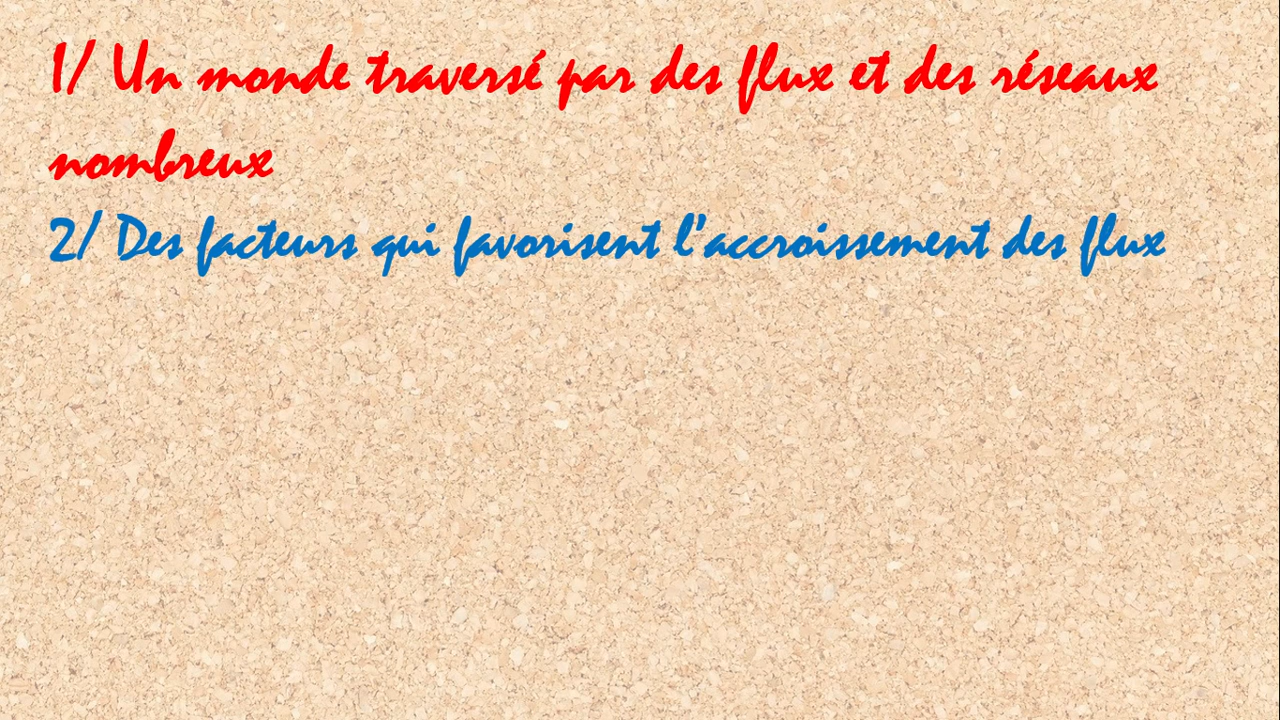 1/ Un monde traversé par des flux et des réseaux
nombreux
2/ Des facteurs qui favorisent l'accroissement des flux